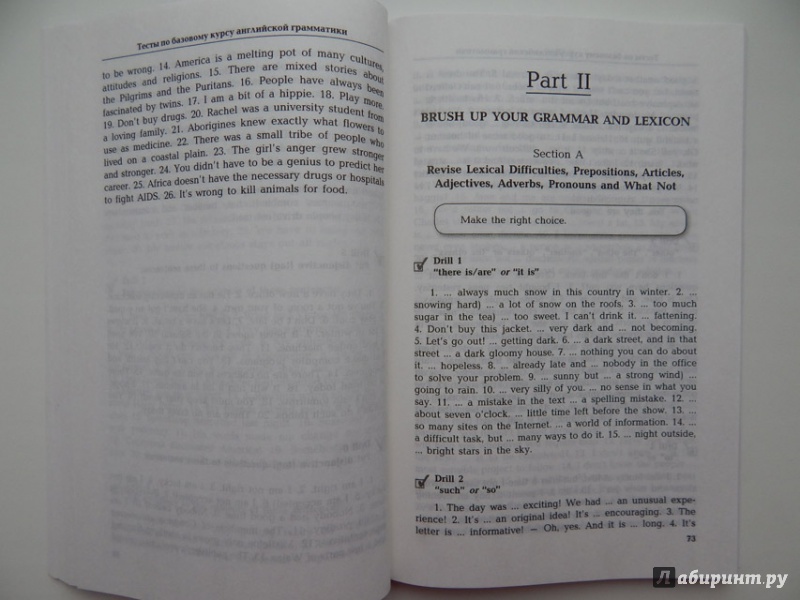 Тесты по базовому курсу английской грамматики
to be wrong. 14. America is a melting pot of many cultures,
attitudes and religions. 15. There are mixed stories about
the Pilgrims and the Puritans. 16. People have always been
fascinated by twins. 17. I am a bit of a hippie. 18. Play more.
19. Don't buy drugs. 20. Rachel was a university student from
a loving family. 21. Aborigines knew exactly what flowers to
use as medicine. 22. There was a small tribe of people who
lived on a coastal plain. 23. The girl's anger grew stronger
and stronger. 24. You didn't have to be a genius to predict her
career. 25. Africa doesn't have the necessary drugs or hospitals
to fight AIDS. 26. It's wrong to kill animals for food.
Part II
BRUSH UP YOUR GRAMMAR AND LEXICON
Section A
Revise Lexical Difficulties, Prepositions, Articles,
Adjectives, Adverbs, Pronouns and What Not
Make the right choice.
Drill 1
"there is/are" or "it is"
1. ... always much snow in this country in winter. 2. ...
snowing hard) ... a lot of snow on the roofs. 3. ... too much
sugar in the tea) ... too sweet. I can't drink it. ... fattening.
4. Don't buy this jacket. ... very dark and ... not becoming.
5. Let's go out! ... getting dark. 6. ... a dark street, and in that
street ... a dark gloomy house. 7. ... nothing you can do about
it. ... hopeless. 8. ... already late and ... nobody in the office
to solve your problem. 9. ... sunny but ... a strong wind) ...
going to rain. 10. ... very silly of you. ... no sense in what you
say. 11. ... a mistake in the text ... a spelling mistake. 12. ...
about seven o'clock. ... little time left before the show. 13. ...
so many sites on the Internet. ... a world of information. 14. ...
a difficult task, but ... many ways to do it. 15. ... night outside,
... bright stars in the sky.
Drill 2
"such" or "so"
1. The day was ... exciting! We had ... an unusual expe-
rience! 2. It's ... an original idea! It's ... encouraging. 3. The
letter is ... informative! – Oh, yes. And it is ... long. 4. It's
73
лабиринт.ру